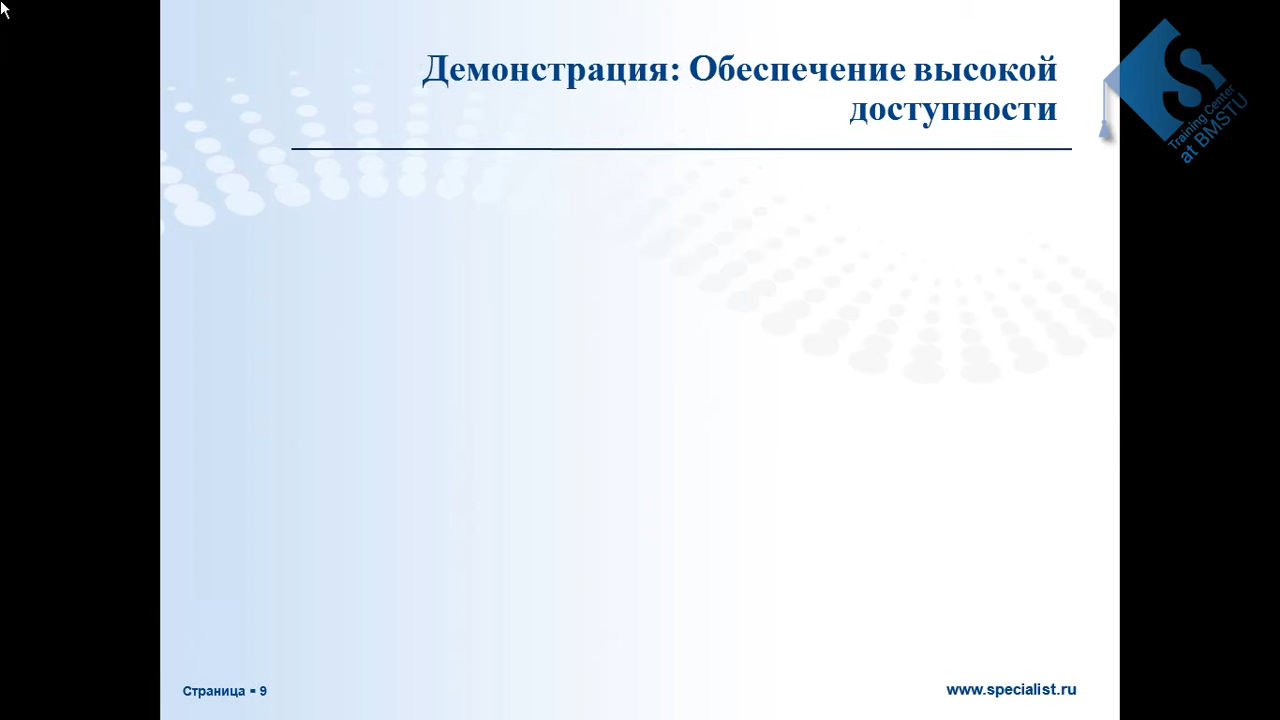 Демонстрация: Обеспечение высокой
доступности
Training Center
at BMSTU
Страница ▪ 9
www.specialist.ru